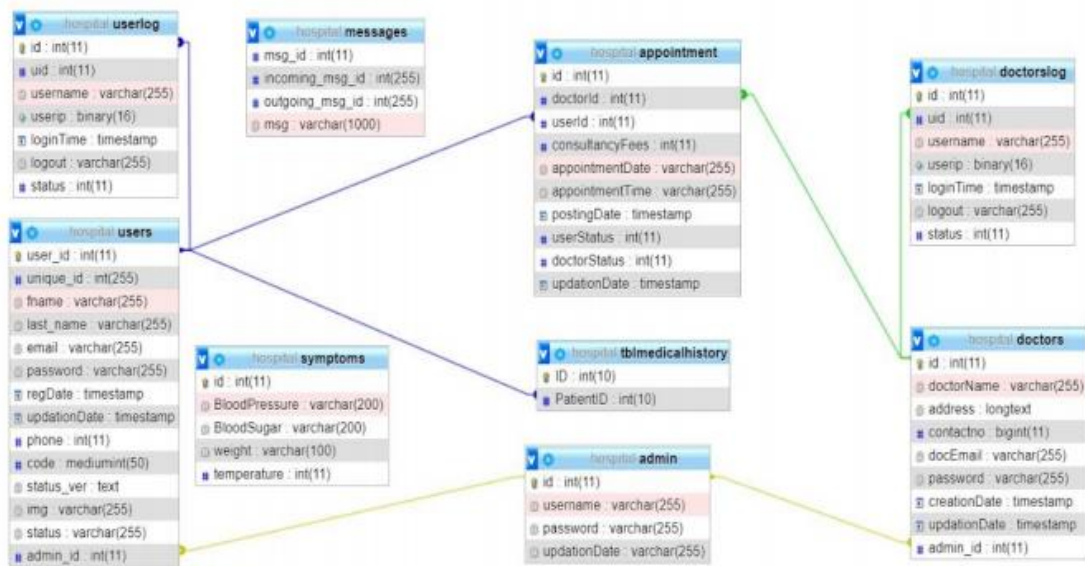 hospital userlog
id : int(11)
uid : int(11)
username : varchar(255)
userip : binary(16)
loginTime : timestamp
logout : varchar(255)
status : int(11)
hospital messages
msg_id : int(11)
incoming_msg_id : int(255)
outgoing_msg_id : int(255)
msg : varchar(1000)
hospital appointment
id : int(11)
doctorId : int(11)
userId : int(11)
consultancyFees : int(11)
appointmentDate : varchar(255)
appointmentTime : varchar(255)
postingDate : timestamp
userStatus : int(11)
doctorStatus : int(11)
updationDate : timestamp
hospital doctorslog
id : int(11)
uid : int(11)
username : varchar(255)
userip : binary(16)
loginTime : timestamp
logout : varchar(255)
status : int(11)
hospital users
user_id : int(11)
unique_id : int(255)
fname : varchar(255)
last_name : varchar(255)
email : varchar(255)
password : varchar(255)
regDate : timestamp
updationDate : timestamp
phone : int(11)
code : mediumint(50)
status_ver : text
img : varchar(255)
status : varchar(255)
admin_id : int(11)
hospital symptoms
id : int(11)
BloodPressure : varchar(200)
BloodSugar : varchar(200)
weight : varchar(100)
temperature : int(11)
hospital tblmedicalhistory
ID : int(10)
PatientID : int(10)
hospital admin
id : int(11)
username : varchar(255)
password : varchar(255)
updationDate : varchar(255)
hospital doctors
id : int(11)
doctorName : varchar(255)
address : longtext
contactno : bigint(11)
docEmail : varchar(255)
password : varchar(255)
creationDate : timestamp
updationDate : timestamp
admin_id : int(11)